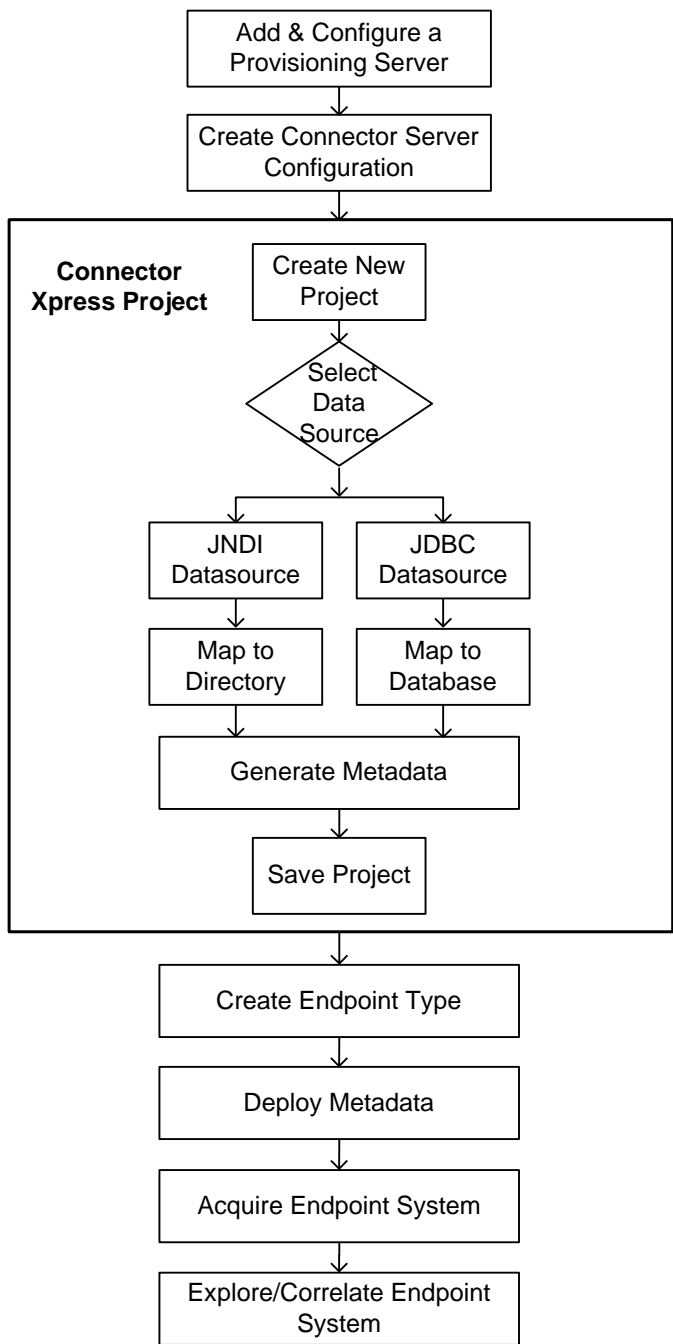 Add & Configure a
Provisioning Server
Create Connector Server
Configuration
Connector
Xpress Project
Create New
Project
Select
Data
Source
JNDI
Datasource
JDBC
Datasource
Map to
Directory
Map to
Database
Generate Metadata
Save Project
Create Endpoint Type
Deploy Metadata
Acquire Endpoint System
Explore/Correlate Endpoint
System